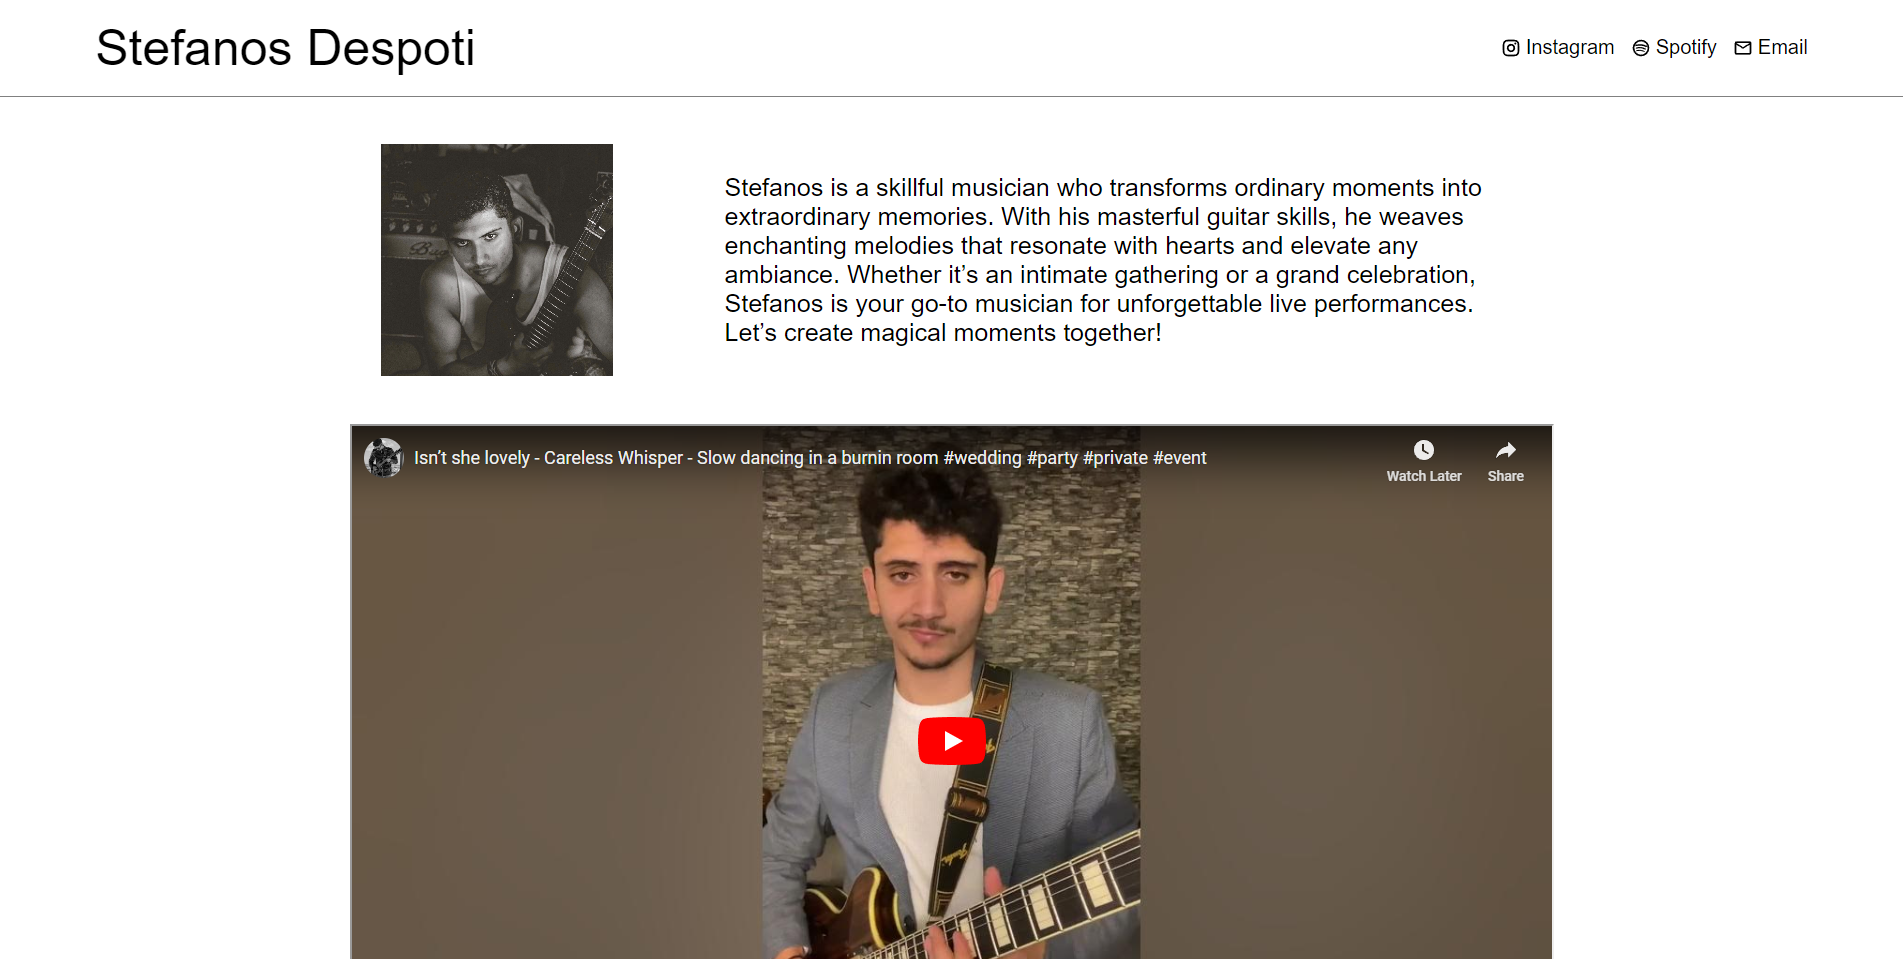 Stefanos Despoti
Instagram Spotify Email
Stefanos is a skillful musician who transforms ordinary moments into
extraordinary memories. With his masterful guitar skills, he weaves
enchanting melodies that resonate with hearts and elevate any
ambiance. Whether it’s an intimate gathering or a grand celebration,
Stefanos is your go-to musician for unforgettable live performances.
Let’s create magical moments together!
Isn’t she lovely - Careless Whisper - Slow dancing in a burnin room #wedding #party #private #event
Watch Later
Share
Fender